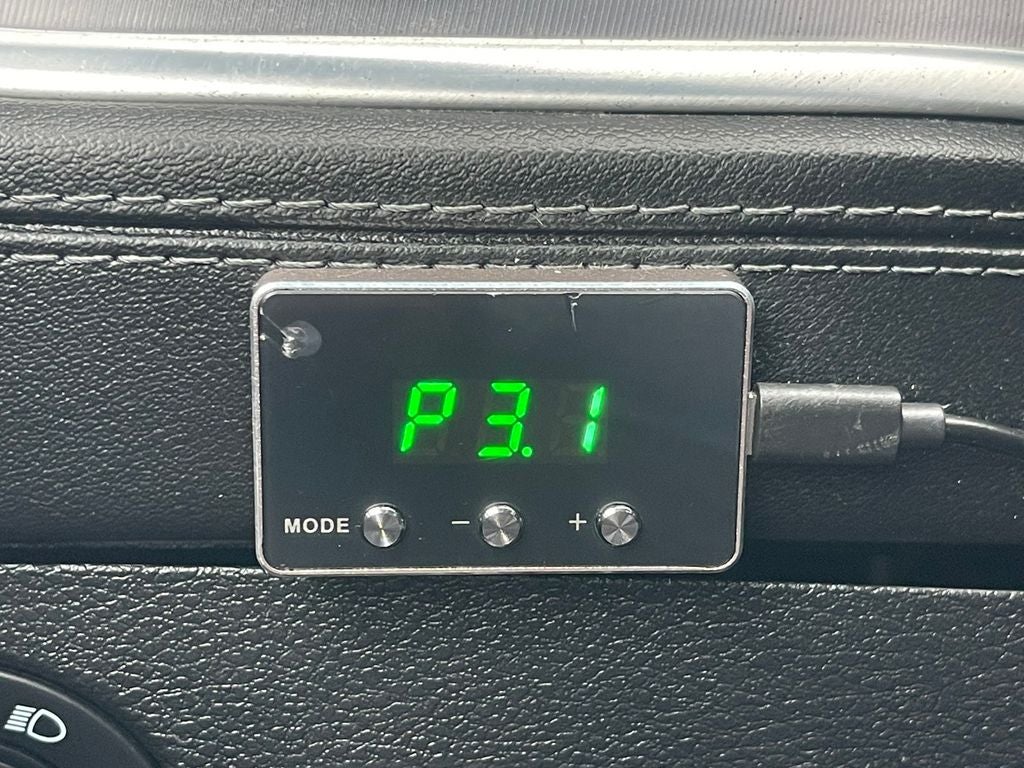 P3.1
MODE - +